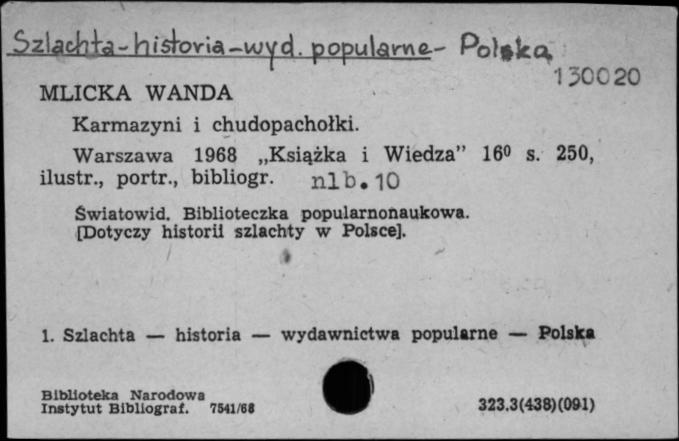 Szlachta-historia-wyd. popularne- Polska
130020
MLICKA WANDA
Karmazyni i chudopachołki.
Warszawa 1968 „Książka i Wiedza” 16⁰ s. 250,
ilustr., portr., bibliogr. nlb.10
Światowid. Biblioteczka popularnonaukowa.
[Dotyczy historii szlachty w Polsce].
1. Szlachta — historia — wydawnictwa popularne — Polska
Biblioteka Narodowa
Instytut Bibliograf. 7541/68
323.3(438)(091)